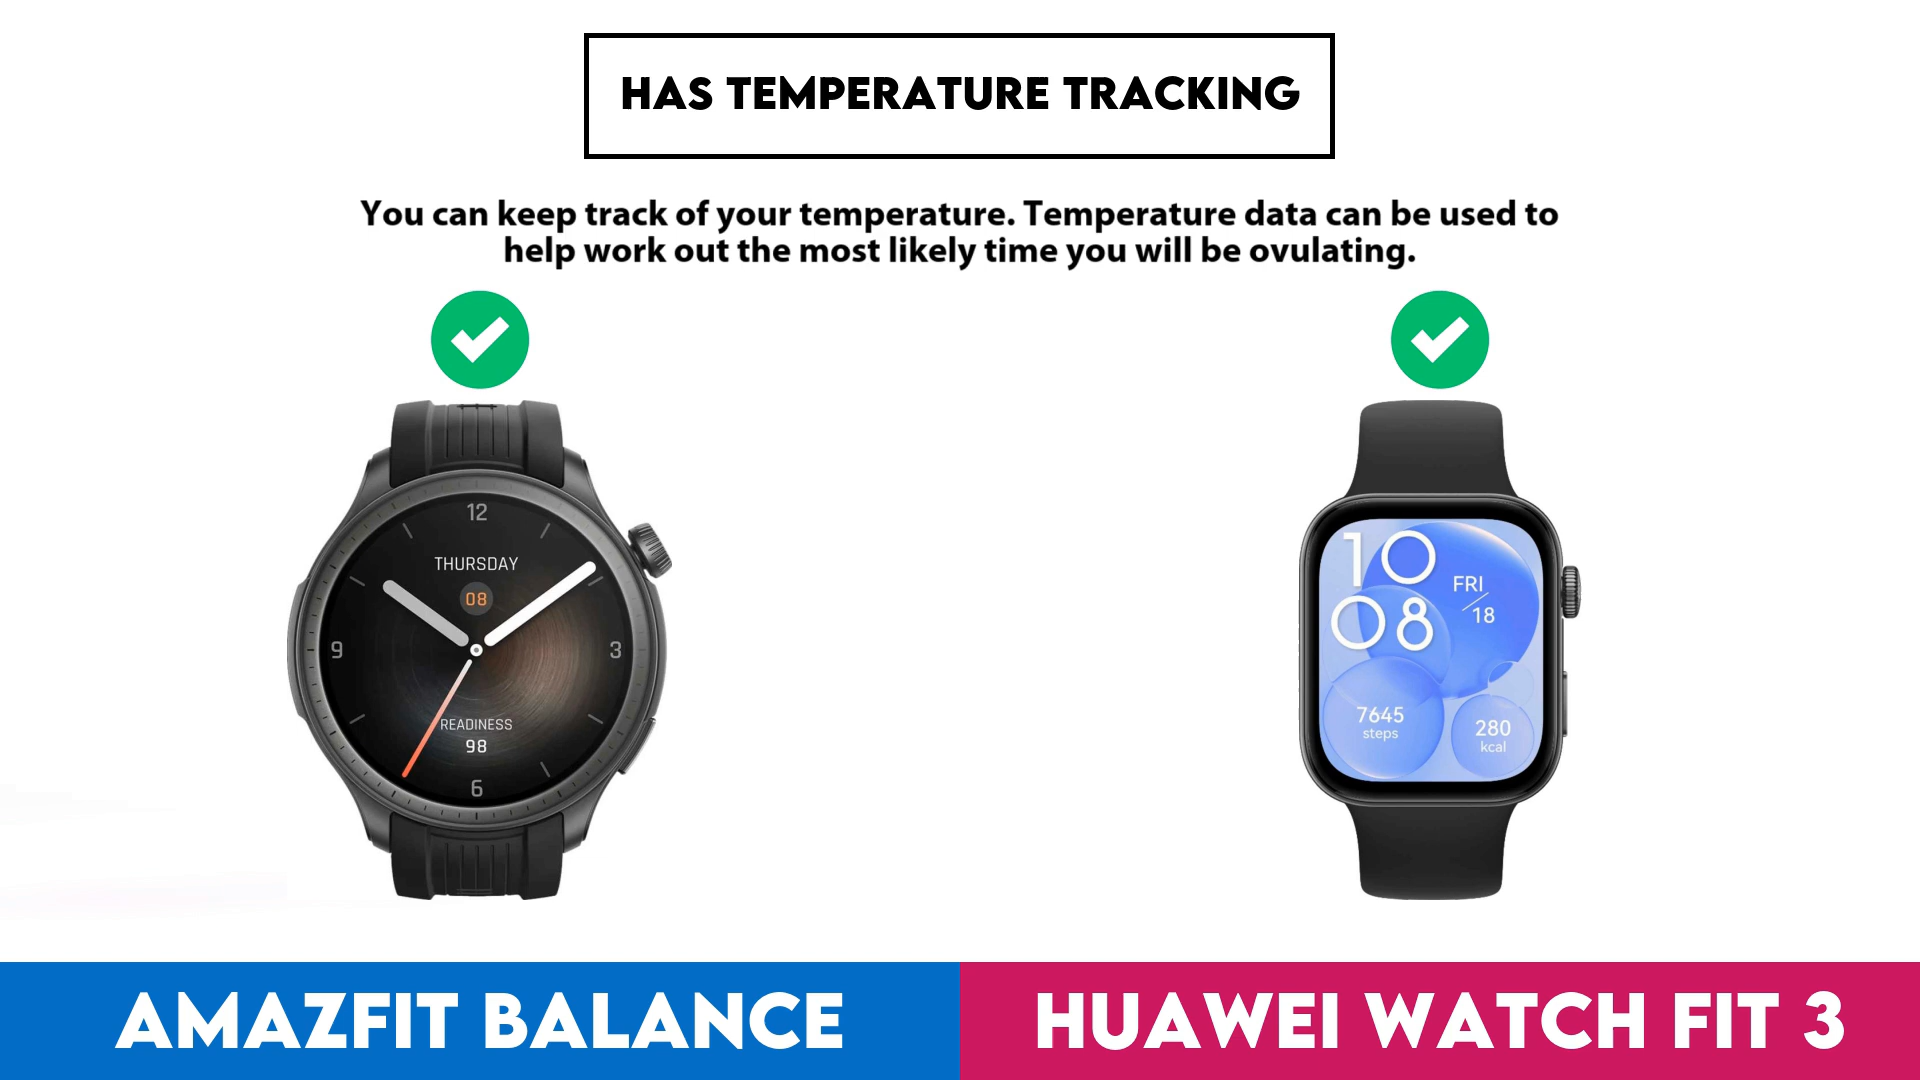 HAS TEMPERATURE TRACKING
You can keep track of your temperature. Temperature data can be used to
help work out the most likely time you will be ovulating.
12
THURSDAY
08
9
3
READINESS
98
6
10
08
FRI
18
7645
steps
280
kcal
AMAZFIT BALANCE
HUAWEI WATCH FIT 3